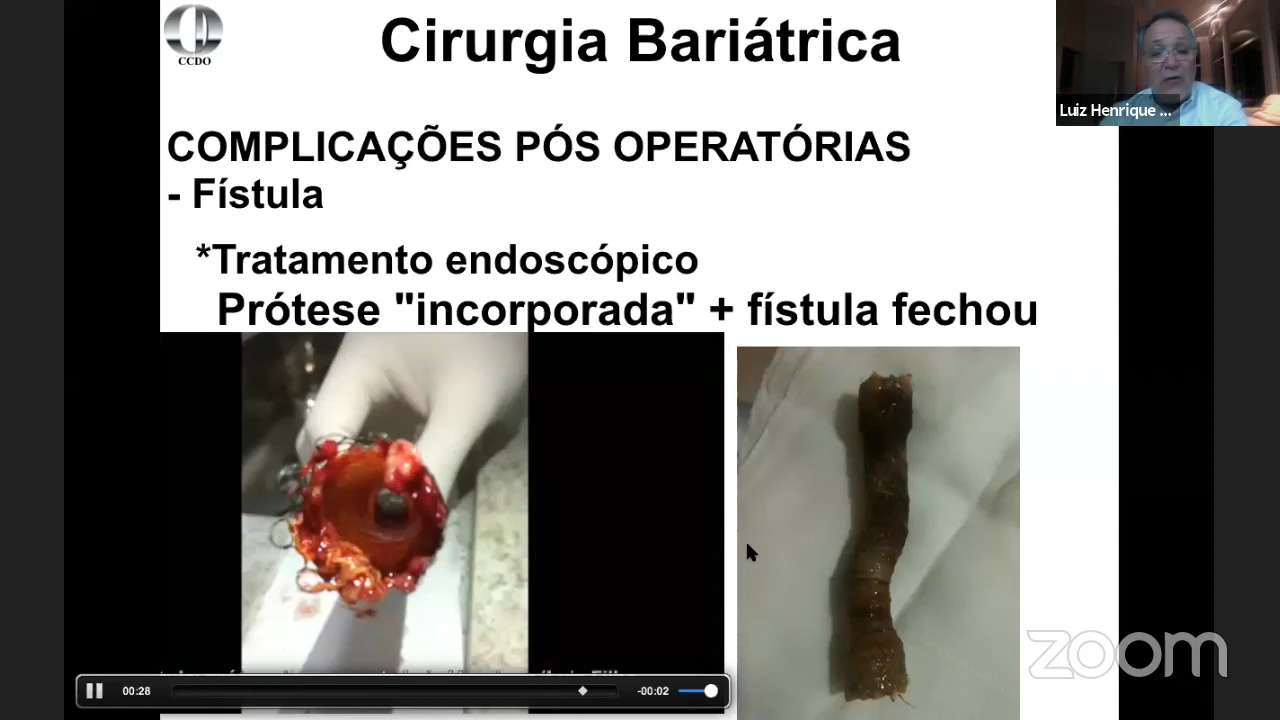 CCDO
Cirurgia Bariátrica
Luiz Henrique ...
COMPLICAÇÕES PÓS OPERATÓRIAS
- Fístula
*Tratamento endoscópico
Prótese "incorporada" + fístula fechou
00:28
-00:02
zoom